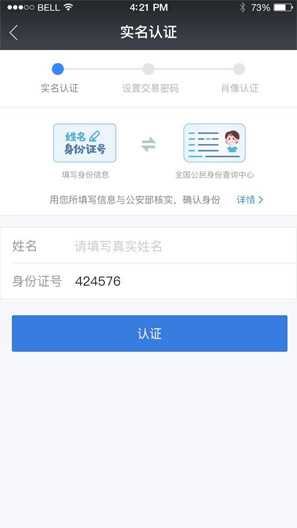 BELL 4:21 PM 73%
实名认证
实名认证 设置交易密码 肖像认证
姓名
身份证号
填写身份信息 全国公民身份查询中心
用您所填写信息与公安部核实，确认身份 详情 >
姓名 请填写真实姓名
身份证号 424576
认证